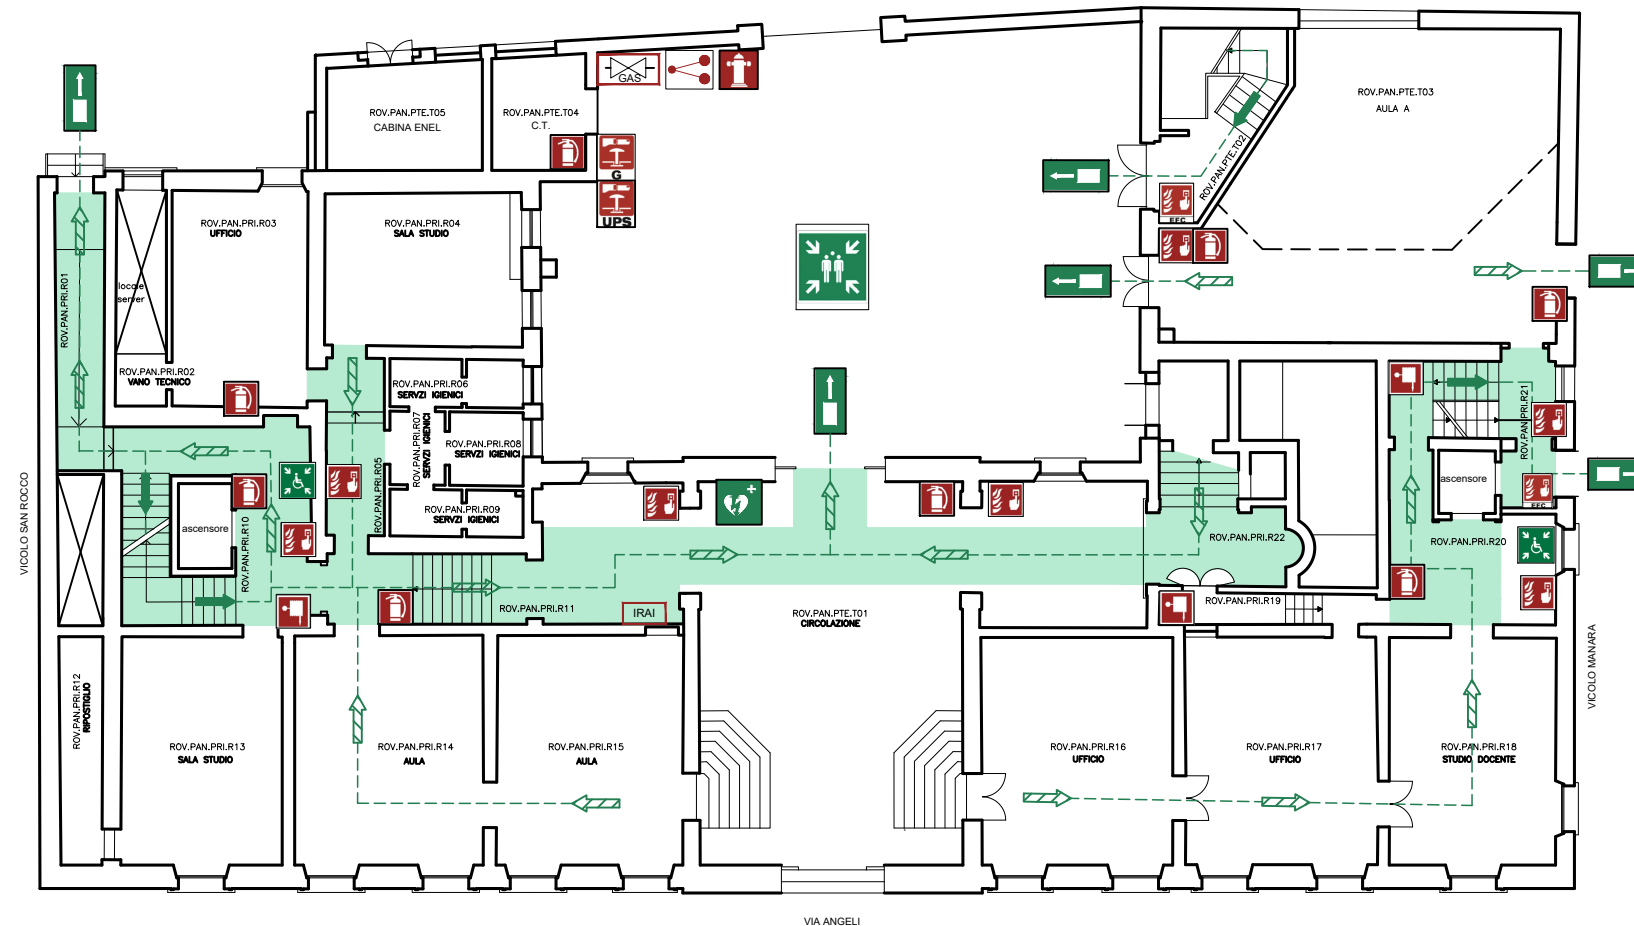 GAS
ROV.PAN.PTE.T05
CABINA ENEL
ROV.PAN.PTE.T04
C.T.
G
UPS
ROV.PAN.PTE.T03
AULA A
ROV.PAN.PTE.T02
EFC
ROV.PAN.PRI.R03
UFFICIO
ROV.PAN.PRI.R04
SALA STUDIO
ROV.PAN.PRI.R01
locale
server
ROV.PAN.PRI.R02
VANO TECNICO
ROV.PAN.PRI.R06
SERVZI IGIENICI
ROV.PAN.PRI.R07
SERVZI IGIENICI
ROV.PAN.PRI.R08
SERVZI IGIENICI
ROV.PAN.PRI.R05
ROV.PAN.PRI.R09
SERVZI IGIENICI
ROV.PAN.PRI.R21
ascensore
EFC
VICOLO SAN ROCCO
ascensore
ROV.PAN.PRI.R10
ROV.PAN.PRI.R22
ROV.PAN.PRI.R20
ROV.PAN.PRI.R11
IRAI
ROV.PAN.PTE.T01
CIRCOLAZIONE
ROV.PAN.PRI.R19
VICOLO MANARA
ROV.PAN.PRI.R12
RIPOSTIGLIO
ROV.PAN.PRI.R13
SALA STUDIO
ROV.PAN.PRI.R14
AULA
ROV.PAN.PRI.R15
AULA
ROV.PAN.PRI.R16
UFFICIO
ROV.PAN.PRI.R17
UFFICIO
ROV.PAN.PRI.R18
STUDIO DOCENTE
VIA ANGELI